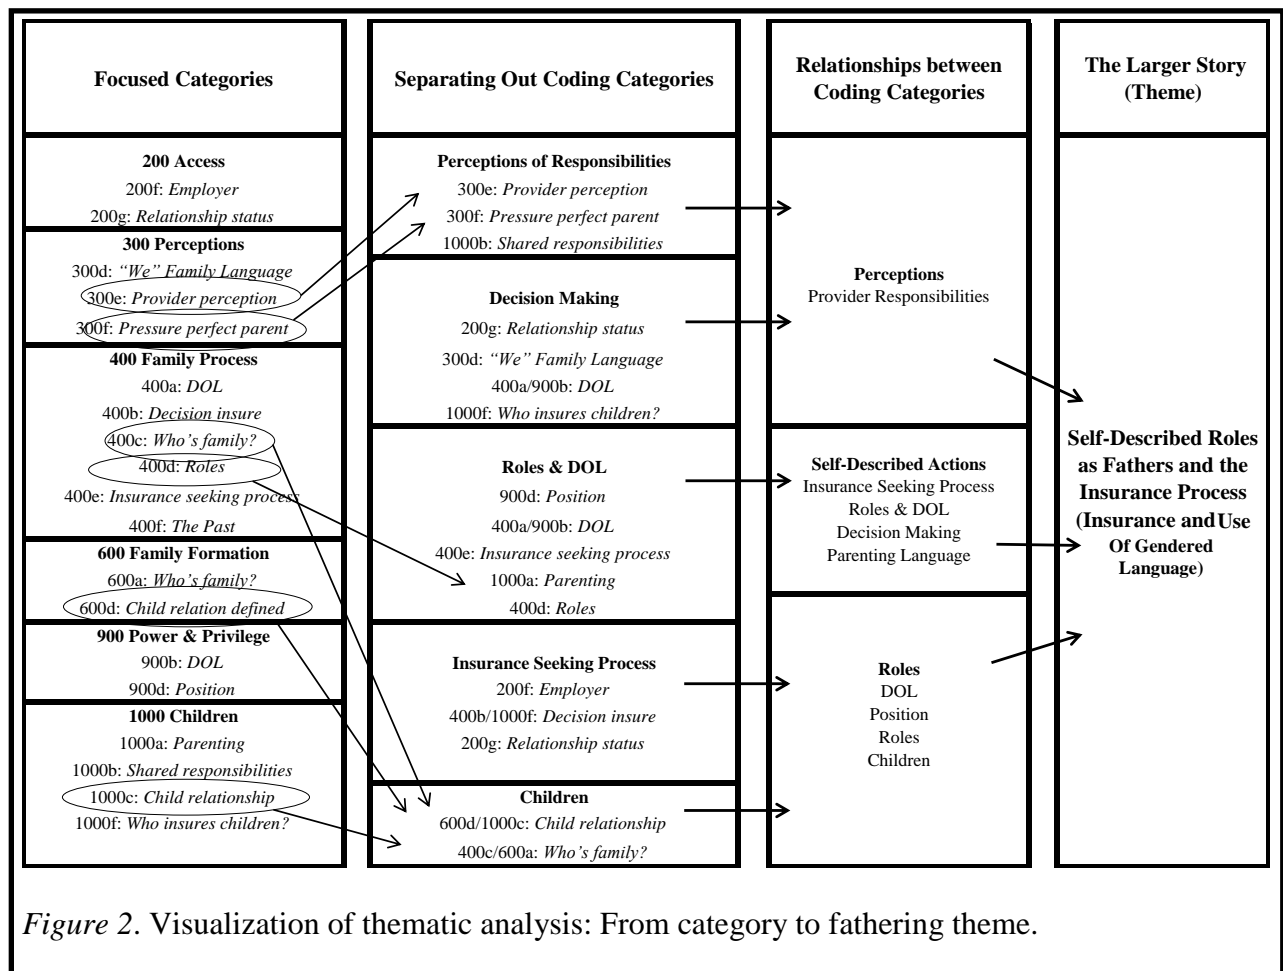 Focused Categories
200 Access
200f: Employer
200g: Relationship status
300 Perceptions
300d: “We” Family Language
300e: Provider perception
300f: Pressure perfect parent
400 Family Process
400a: DOL
400b: Decision insure
400c: Who’s family?
400d: Roles
400e: Insurance seeking process
400f: The Past
600 Family Formation
600a: Who’s family?
600d: Child relation defined
900 Power & Privilege
900b: DOL
900d: Position
1000 Children
1000a: Parenting
1000b: Shared responsibilities
1000c: Child relationship
1000f: Who insures children?
Separating Out Coding Categories
Perceptions of Responsibilities
300e: Provider perception
300f: Pressure perfect parent
1000b: Shared responsibilities
Decision Making
200g: Relationship status
300d: “We” Family Language
400a/900b: DOL
1000f: Who insures children?
Roles & DOL
900d: Position
400a/900b: DOL
400e: Insurance seeking process
1000a: Parenting
400d: Roles
Insurance Seeking Process
200f: Employer
400b/1000f: Decision insure
200g: Relationship status
Children
600d/1000c: Child relationship
400c/600a: Who’s family?
Relationships between
Coding Categories
Perceptions
Provider Responsibilities
Self-Described Actions
Insurance Seeking Process
Roles & DOL
Decision Making
Parenting Language
Roles
DOL
Position
Roles
Children
The Larger Story
(Theme)
Self-Described Roles
as Fathers and the
Insurance Process
(Insurance and Use
Of Gendered
Language)
Figure 2. Visualization of thematic analysis: From category to fathering theme.